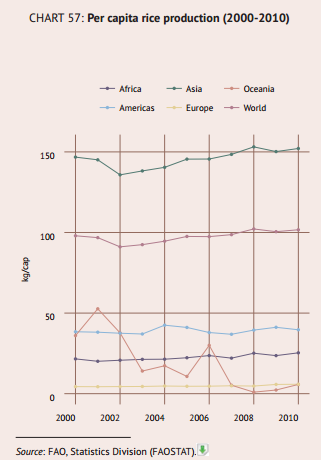 CHART 57: Per capita rice production (2000-2010)
Africa Asia Oceania
Americas Europe World
150
100
50
0
kg/cap
2000 2002 2004 2006 2008 2010
Source: FAO, Statistics Division (FAOSTAT).